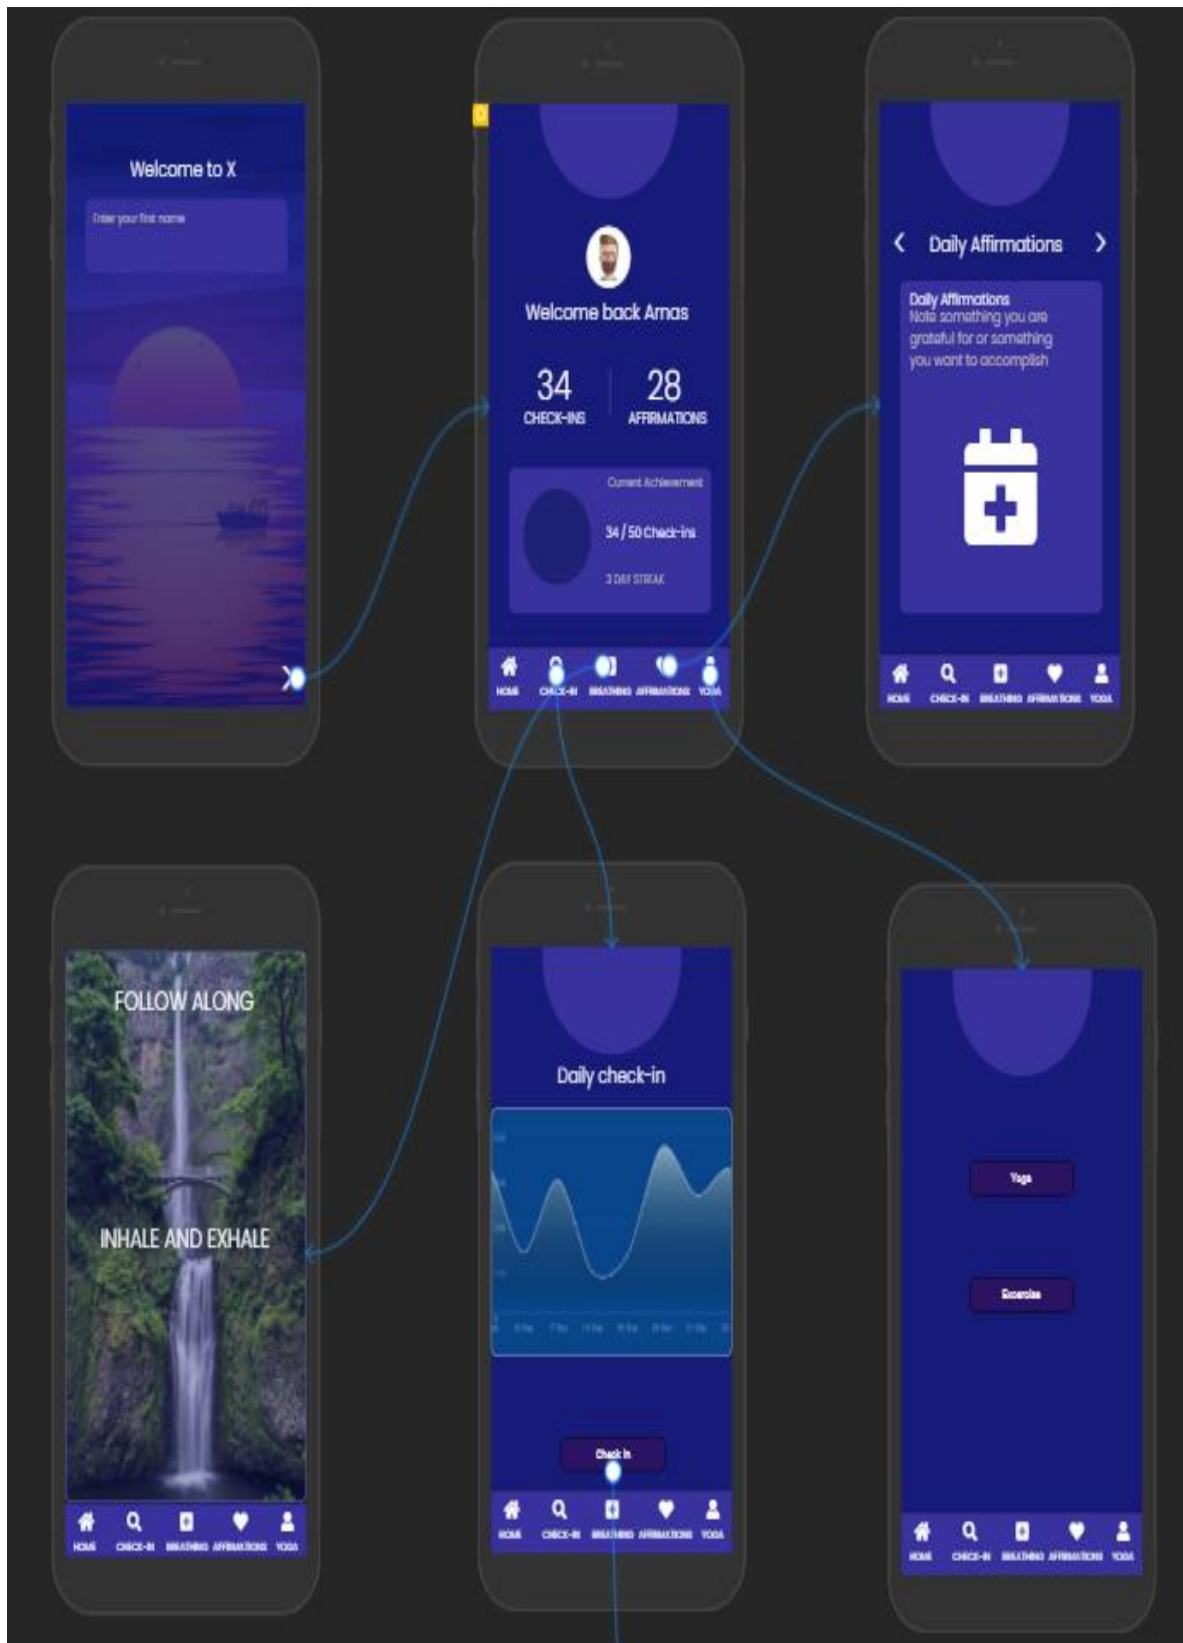 Welcome to X
Enter your first name
Welcome back Arnas
34
CHECK-INS
28
AFFIRMATIONS
Current Achievement
34 / 50 Check-ins
3 DAY STREAK
HOME CHECK-IN BREATHING AFFIRMATIONS YOGA
Daily Affirmations
Daily Affirmations
Note something you are
grateful for or something
you want to accomplish
HOME CHECK-IN BREATHING AFFIRMATIONS YOGA
FOLLOW ALONG
INHALE AND EXHALE
HOME CHECK-IN BREATHING AFFIRMATIONS YOGA
Daily check-in
Check in
HOME CHECK-IN BREATHING AFFIRMATIONS YOGA
Yoga
Excercise
HOME CHECK-IN BREATHING AFFIRMATIONS YOGA